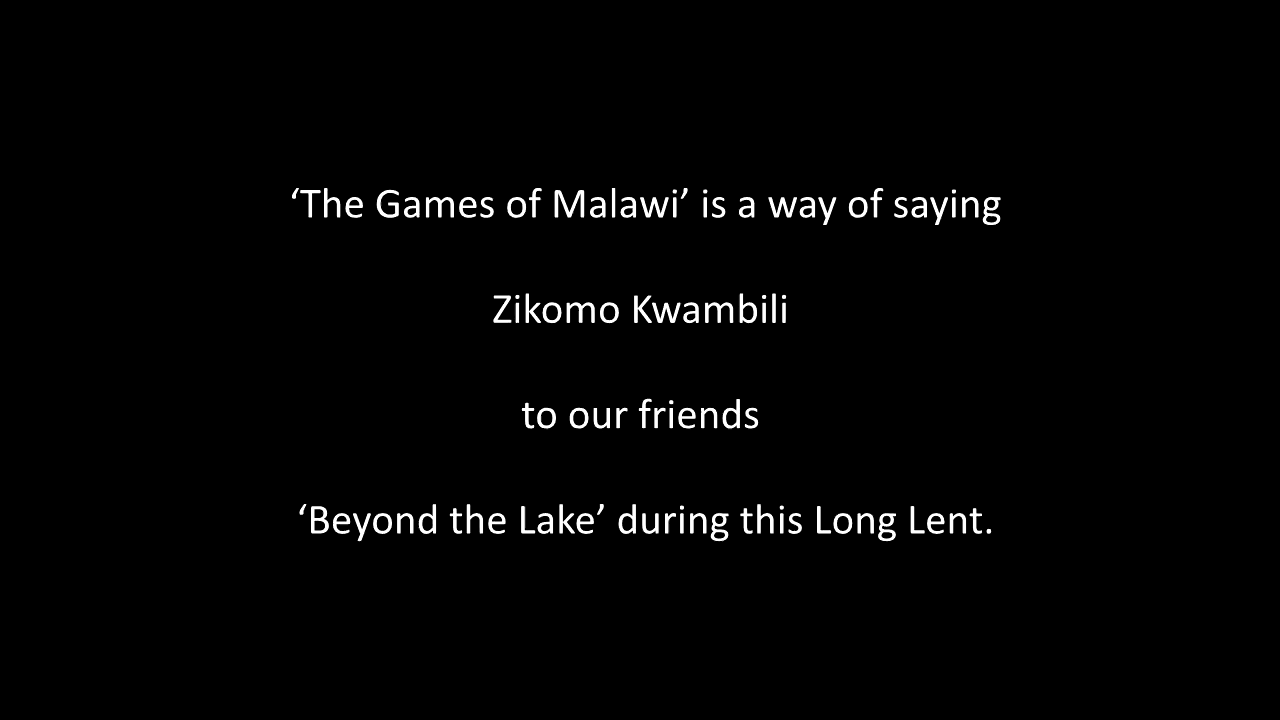 ‘The Games of Malawi’ is a way of saying
Zikomo Kwambili
to our friends
‘Beyond the Lake’ during this Long Lent.